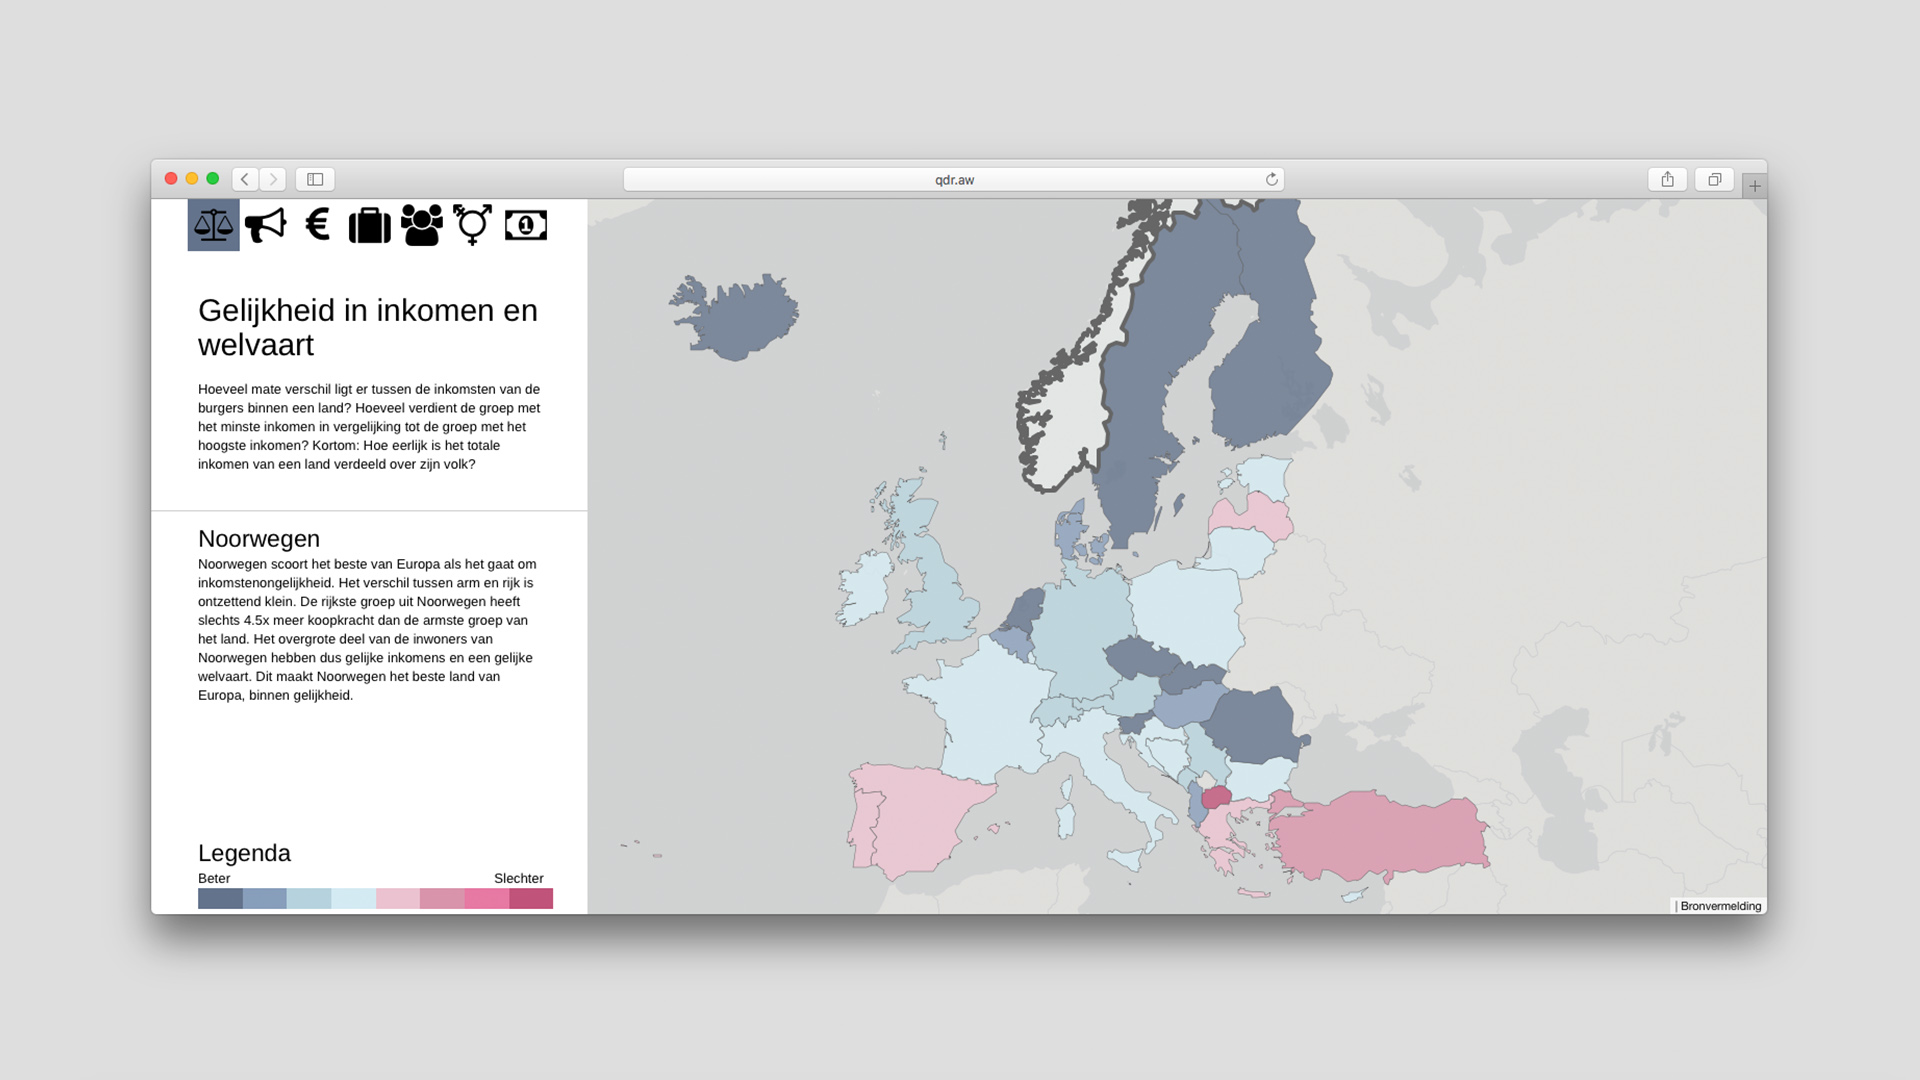 qdr.aw
€
1
Gelijkheid in inkomen en
welvaart
Hoeveel mate verschil ligt er tussen de inkomsten van de
burgers binnen een land? Hoeveel verdient de groep met
het minste inkomen in vergelijking tot de groep met het
hoogste inkomen? Kortom: Hoe eerlijk is het totale
inkomen van een land verdeeld over zijn volk?
Noorwegen
Noorwegen scoort het beste van Europa als het gaat om
inkomstenongelijkheid. Het verschil tussen arm en rijk is
ontzettend klein. De rijkste groep uit Noorwegen heeft
slechts 4.5x meer koopkracht dan de armste groep van
het land. Het overgrote deel van de inwoners van
Noorwegen hebben dus gelijke inkomens en een gelijke
welvaart. Dit maakt Noorwegen het beste land van
Europa, binnen gelijkheid.
Legenda
Beter Slechter
| Bronvermelding